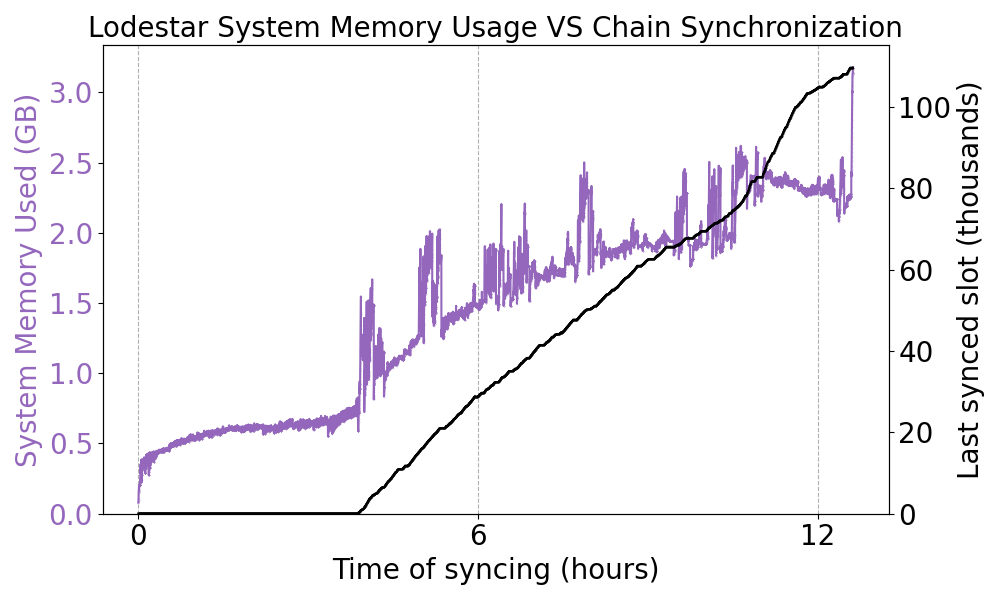 Lodestar System Memory Usage VS Chain Synchronization
System Memory Used (GB)
3.0
2.5
2.0
1.5
1.0
0.5
0.0
100
80
60
40
20
0
Last synced slot (thousands)
0 6 12
Time of syncing (hours)